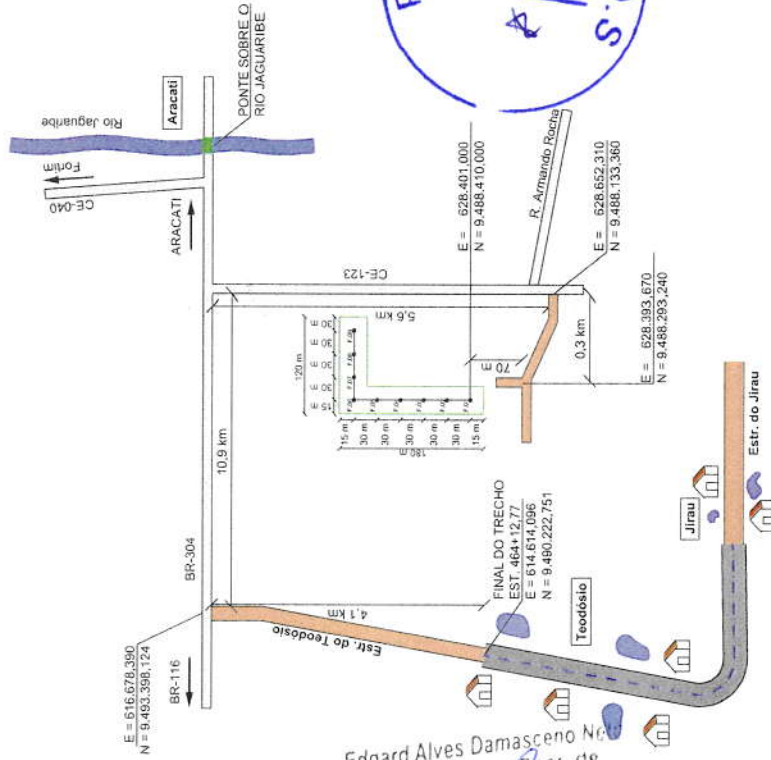 E = 616.678,390
N = 9.493.398,124
BR-116
BR-304
ARACATI
CE-040
Fortim
Rio Jaguaribe
Aracati
PONTE SOBRE O
RIO JAGUARIBE
10,9 km
4,1 km
Estr. do Teodósio
FINAL DO TRECHO
EST. 464+12,77
E = 614.614,096
N = 9.490.222,751
Teodósio
Jirau
Estr. do Jirau
120 m
15 m
30 m
30 m
30 m
15 m
30 m
30 m
30 m
30 m
30 m
15 m
180 m
5,6 km
CE-123
70 m
0,3 km
E = 628.401,000
N = 9.488.410,000
R. Armando Rocha
E = 628.652,310
N = 9.488.133,360
E = 628.393,670
N = 9.488.293,240
Edgard Alves Damasceno